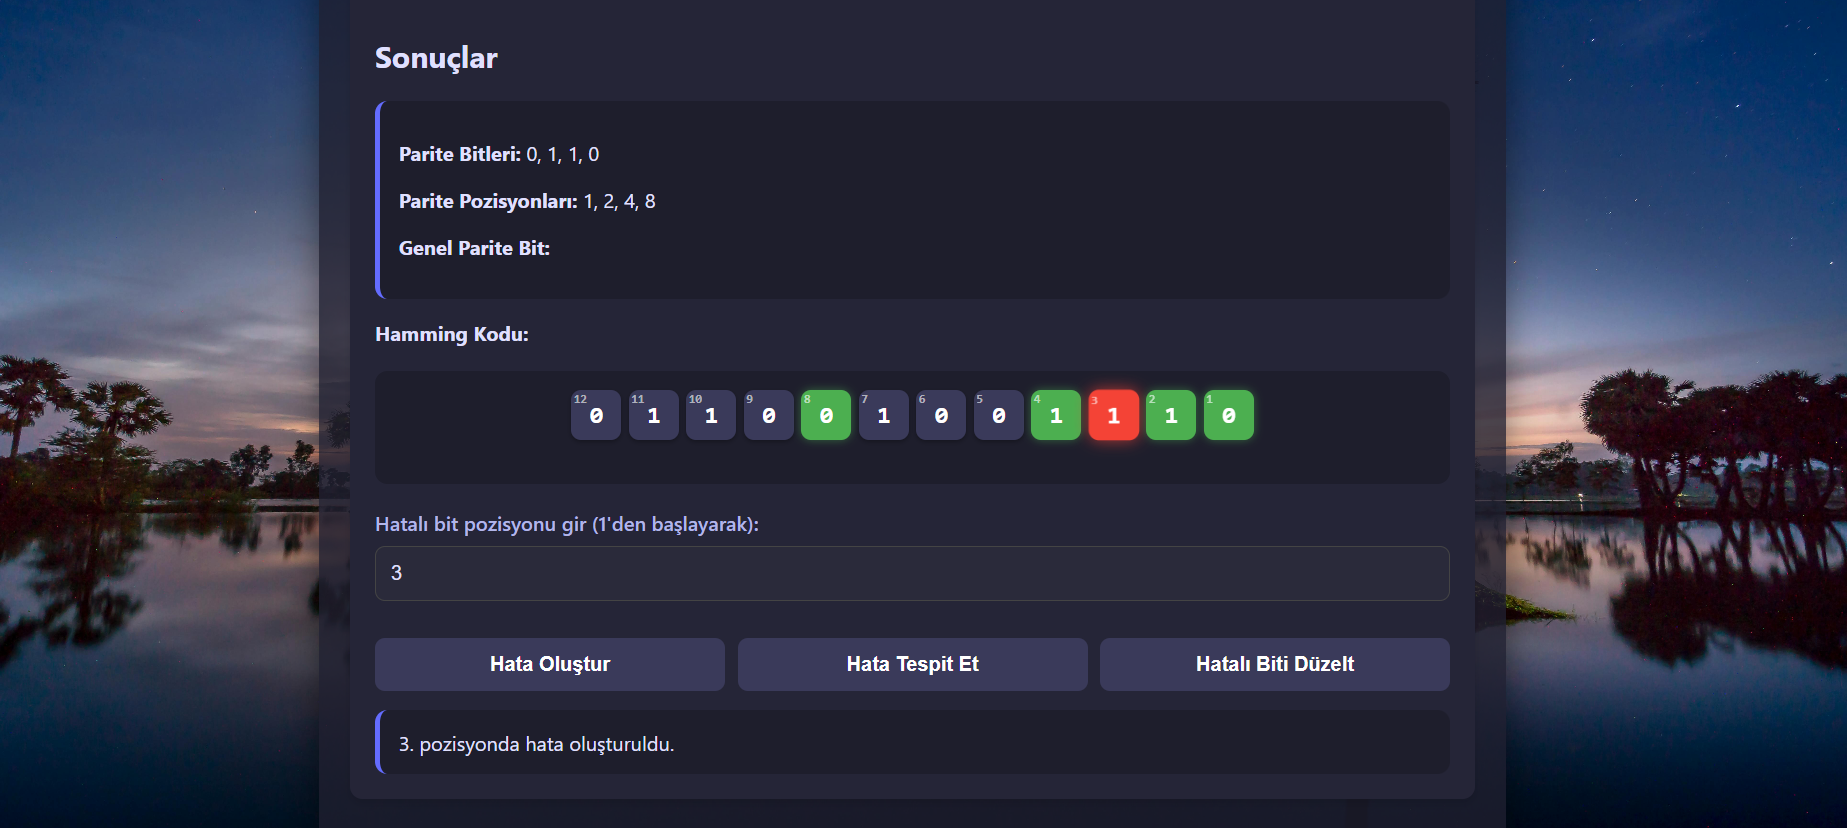 Sonuçlar
Parite Bitleri: 0, 1, 1, 0
Parite Pozisyonları: 1, 2, 4, 8
Genel Parite Bit:
Hamming Kodu:
12 11 10 9 8 7 6 5 4 3 2 1
0 1 1 0 0 1 0 0 1 1 1 0
Hatalı bit pozisyonu gir (1'den başlayarak):
3
Hata Oluştur Hata Tespit Et Hatalı Biti Düzelt
3. pozisyonda hata oluşturuldu.